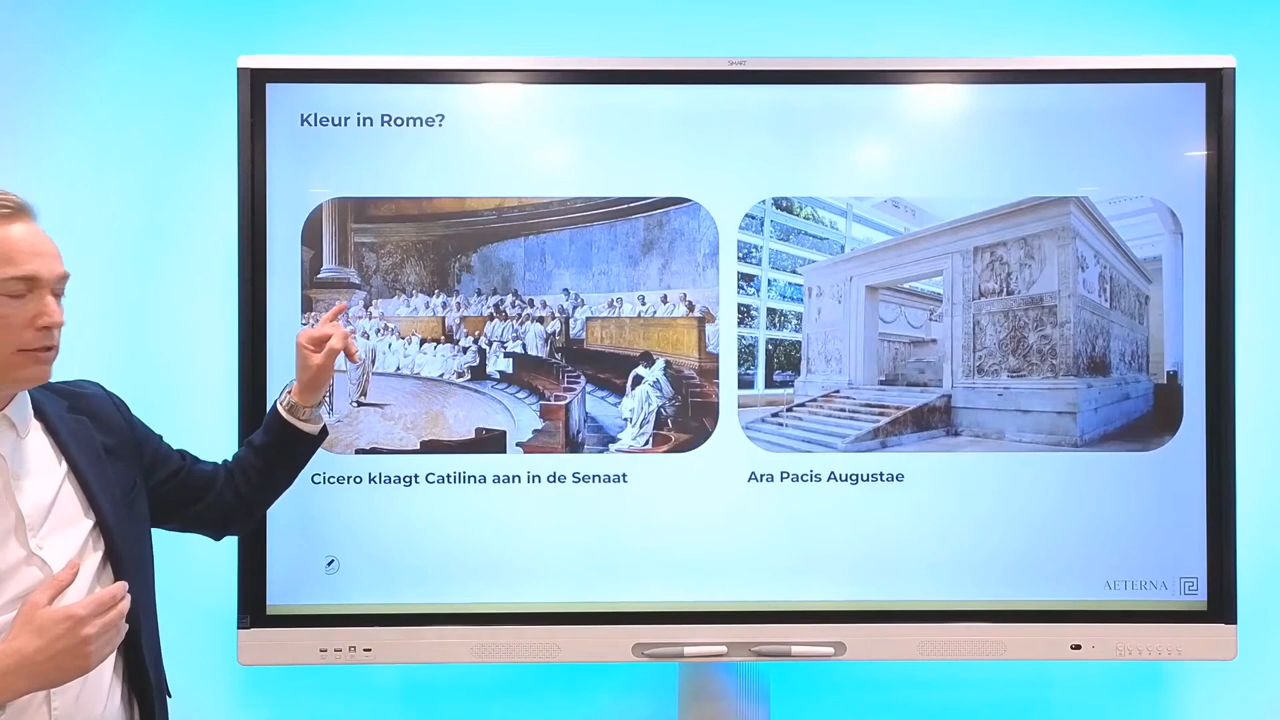 SMART
Kleur in Rome?
Cicero klaagt Catilina aan in de Senaat
Ara Pacis Augustae
AETERNA